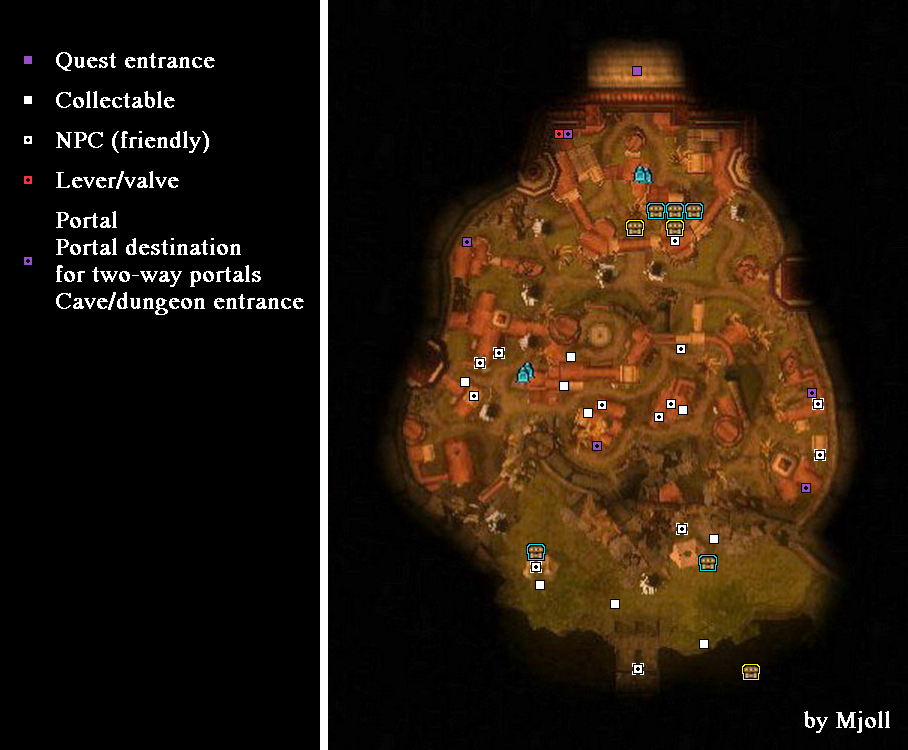 Quest entrance
Collectable
NPC (friendly)
Lever/valve
Portal
Portal destination
for two-way portals
Cave/dungeon entrance
by Mjoll